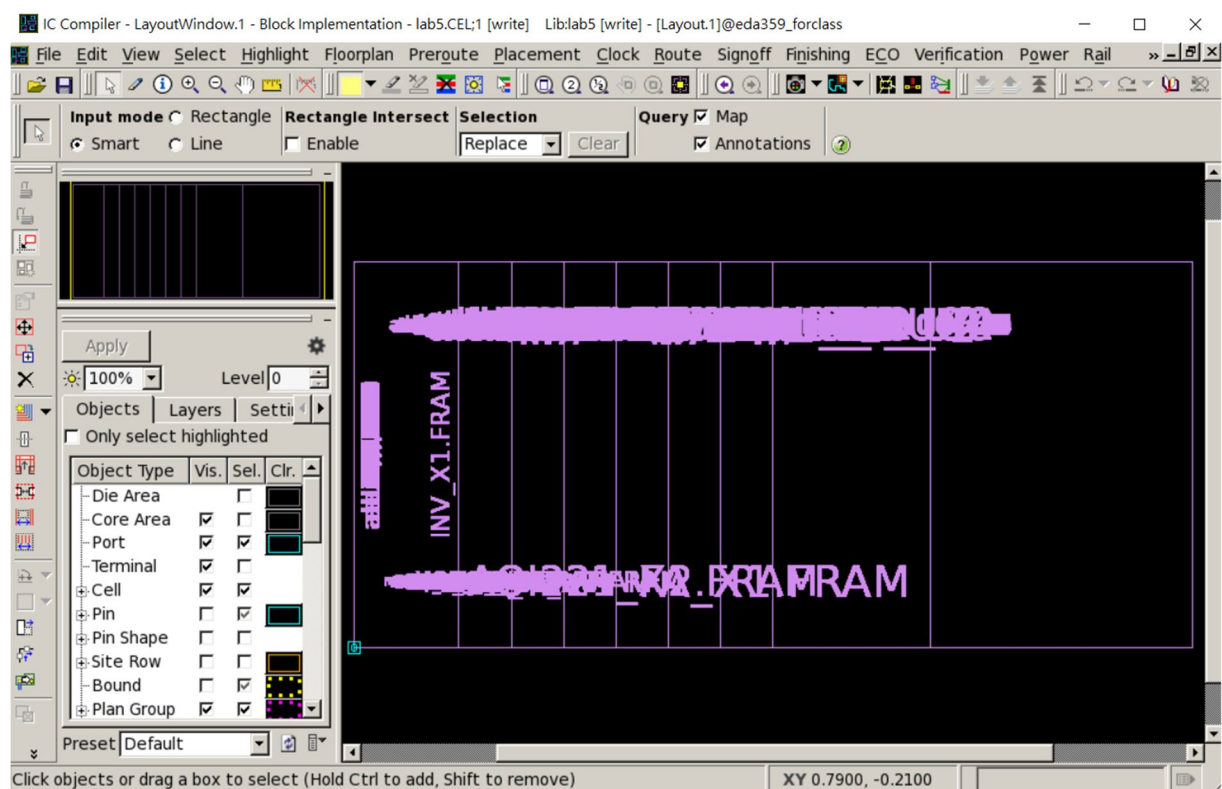 IC Compiler - LayoutWindow.1 - Block Implementation - lab5.CEL;1 [write] Lib:lab5 [write] - [Layout.1]@eda359_forclass
File Edit View Select Highlight Floorplan Preroute Placement Clock Route Signoff Finishing ECO Verification Power Rail »
Input mode Rectangle Rectangle Intersect Selection Query Map
Smart Line Enable Replace Clear Annotations
Apply
100% Level 0
Objects Layers
Only select highlighted
Object Type Vis. Sel. Clr.
Die Area
Core Area
Port
Terminal
Cell
Pin
Pin Shape
Site Row
Bound
Plan Group
Preset Default
INV_X1.FRAM
Click objects or drag a box to select (Hold Ctrl to add, Shift to remove) XY 0.7900, -0.2100